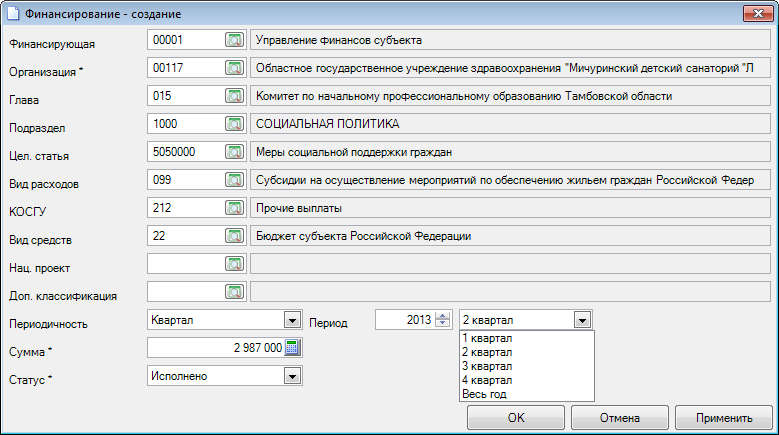 Финансирование - создание
Финансирующая 00001 Управление финансов субъекта
Организация * 00117 Областное государственное учреждение здравоохранения "Мичуринский детский санаторий "Л
Глава 015 Комитет по начальному профессиональному образованию Тамбовской области
Подраздел 1000 СОЦИАЛЬНАЯ ПОЛИТИКА
Цел. статья 5050000 Меры социальной поддержки граждан
Вид расходов 099 Субсидии на осуществление мероприятий по обеспечению жильем граждан Российской Федер
КОСГУ 212 Прочие выплаты
Вид средств 22 Бюджет субъекта Российской Федерации
Нац. проект
Доп. классификация
Периодичность Квартал Период 2013 2 квартал
1 квартал
Сумма * 2 987 000 2 квартал
3 квартал
Статус * Исполнено 4 квартал
Весь год
OK Отмена Применить